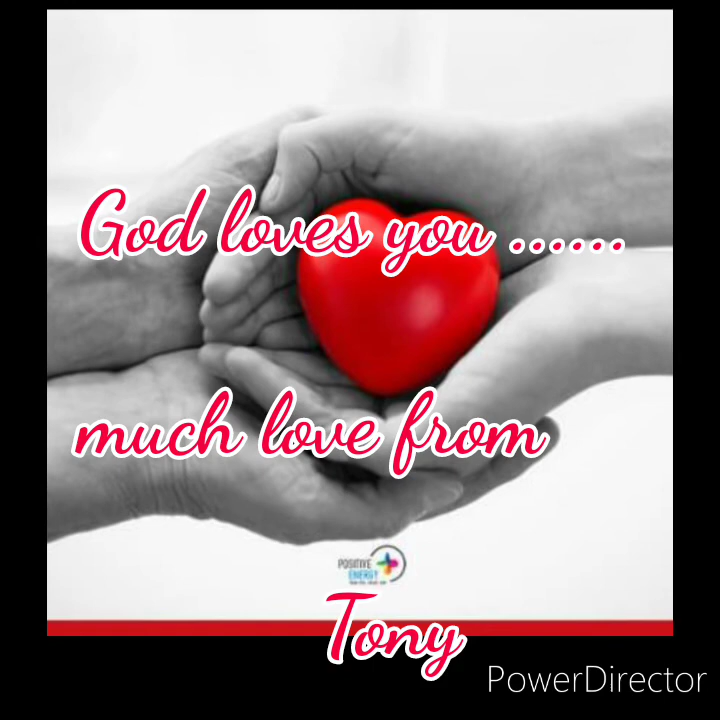 God loves you ......
much love from
POSITIVE
ENERGY
Tony
PowerDirector